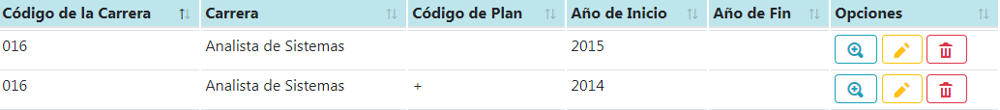 Código de la Carrera Carrera Código de Plan Año de Inicio Año de Fin Opciones
016 Analista de Sistemas 2015
016 Analista de Sistemas + 2014